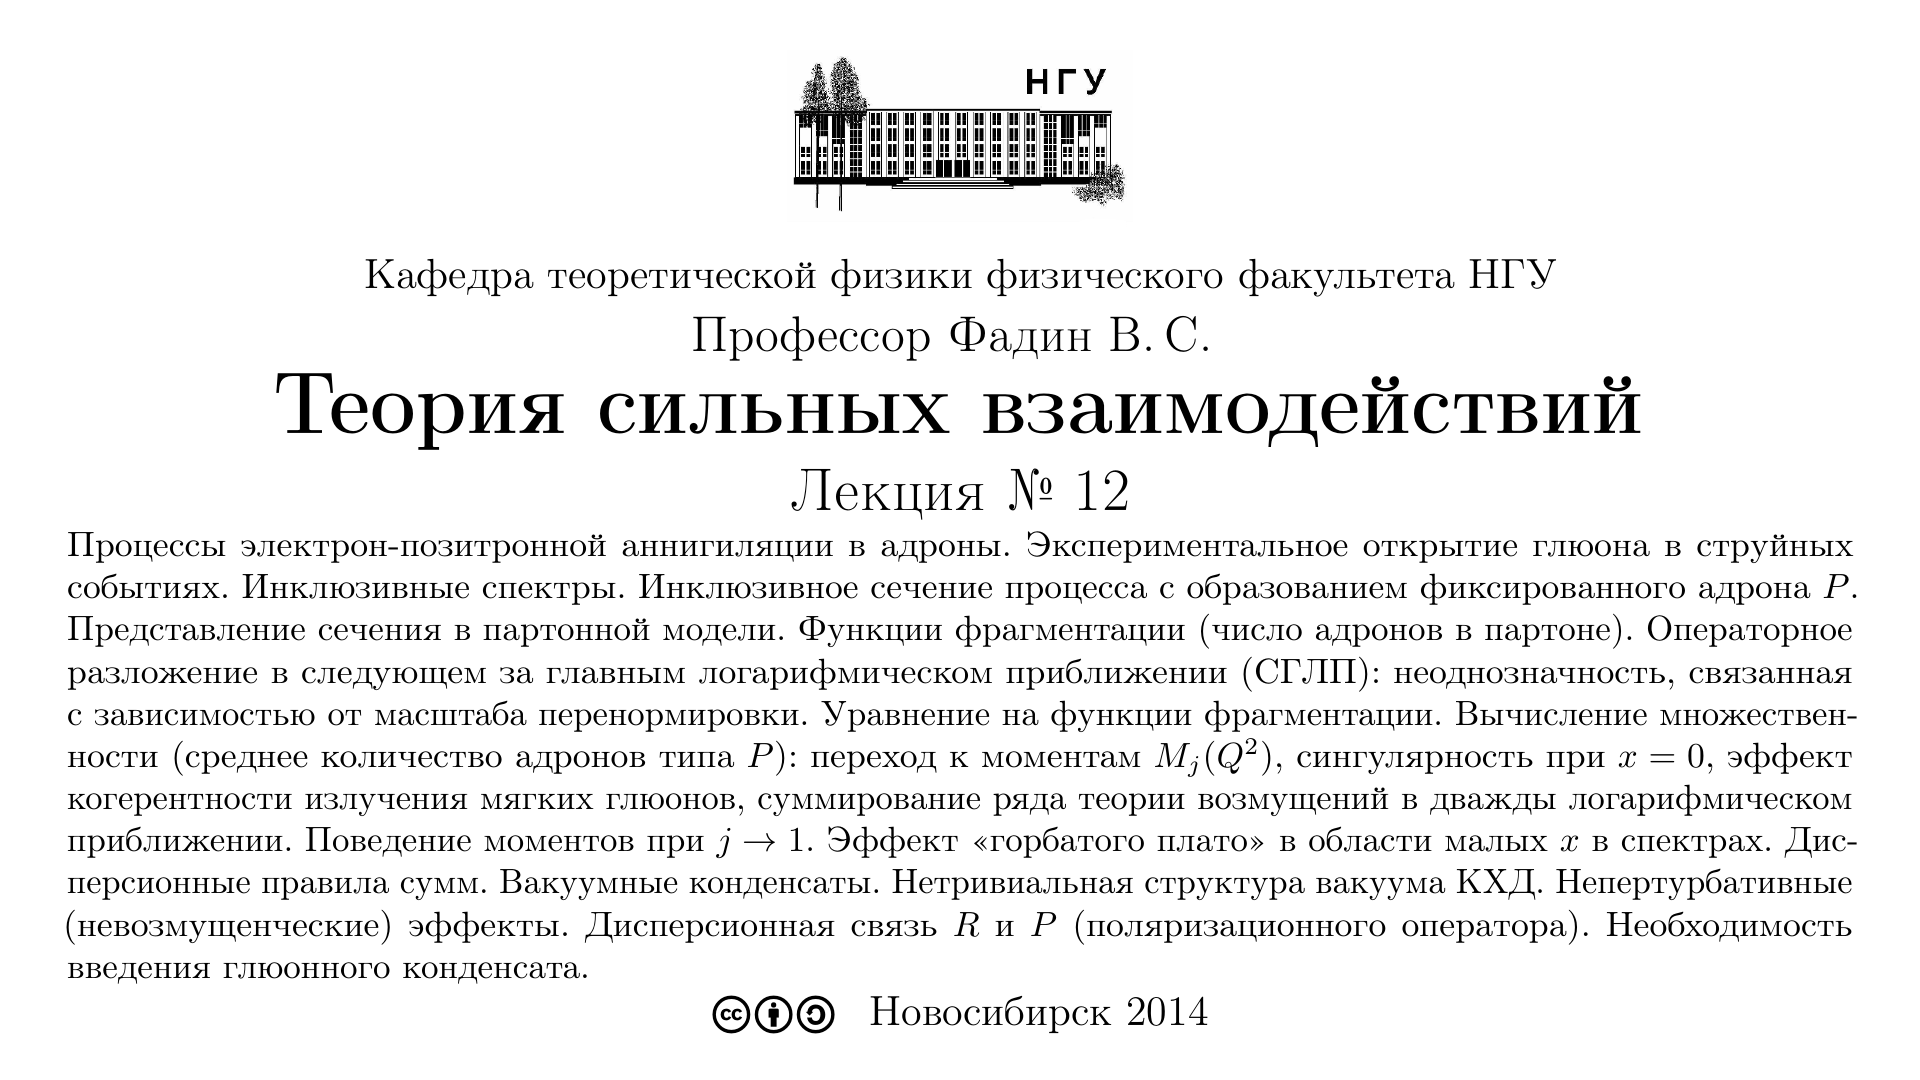 НГУ
Кафедра теоретической физики физического факультета НГУ
Профессор Фадин В. С.
Теория сильных взаимодействий
Лекция № 12
Процессы электрон-позитронной аннигиляции в адроны. Экспериментальное открытие глюона в струйных
событиях. Инклюзивные спектры. Инклюзивное сечение процесса с образованием фиксированного адрона P.
Представление сечения в партонной модели. Функции фрагментации (число адронов в партоне). Операторное
разложение в следующем за главным логарифмическом приближении (СГЛП): неоднозначность, связанная
с зависимостью от масштаба перенормировки. Уравнение на функции фрагментации. Вычисление множествен-
ности (среднее количество адронов типа P): переход к моментам M_j(Q²), сингулярность при x = 0, эффект
когерентности излучения мягких глюонов, суммирование ряда теории возмущений в дважды логарифмическом
приближении. Поведение моментов при j → 1. Эффект «горбатого плато» в области малых x в спектрах. Дис-
персионные правила сумм. Вакуумные конденсаты. Нетривиальная структура вакуума КХД. Непертурбативные
(невозмущенческие) эффекты. Дисперсионная связь R и P (поляризационного оператора). Необходимость
введения глюонного конденсата.
cc Новосибирск 2014